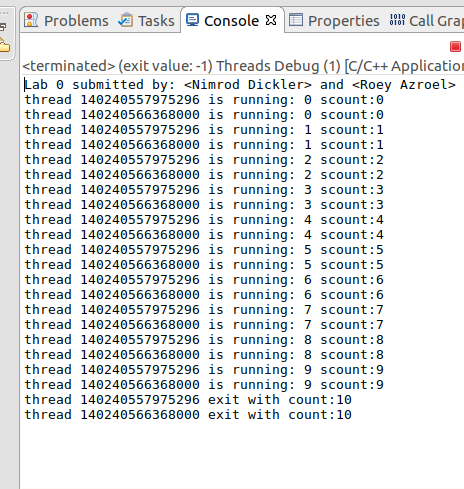 Problems Tasks Console Properties Call Grap
<terminated> (exit value: -1) Threads Debug (1) [C/C++ Application
Lab 0 submitted by: <Nimrod Dickler> and <Roey Azroel>
thread 140240557975296 is running: 0 scount:0
thread 140240566368000 is running: 0 scount:0
thread 140240557975296 is running: 1 scount:1
thread 140240566368000 is running: 1 scount:1
thread 140240557975296 is running: 2 scount:2
thread 140240566368000 is running: 2 scount:2
thread 140240557975296 is running: 3 scount:3
thread 140240566368000 is running: 3 scount:3
thread 140240557975296 is running: 4 scount:4
thread 140240566368000 is running: 4 scount:4
thread 140240557975296 is running: 5 scount:5
thread 140240566368000 is running: 5 scount:5
thread 140240557975296 is running: 6 scount:6
thread 140240566368000 is running: 6 scount:6
thread 140240557975296 is running: 7 scount:7
thread 140240566368000 is running: 7 scount:7
thread 140240557975296 is running: 8 scount:8
thread 140240566368000 is running: 8 scount:8
thread 140240557975296 is running: 9 scount:9
thread 140240566368000 is running: 9 scount:9
thread 140240557975296 exit with count:10
thread 140240566368000 exit with count:10